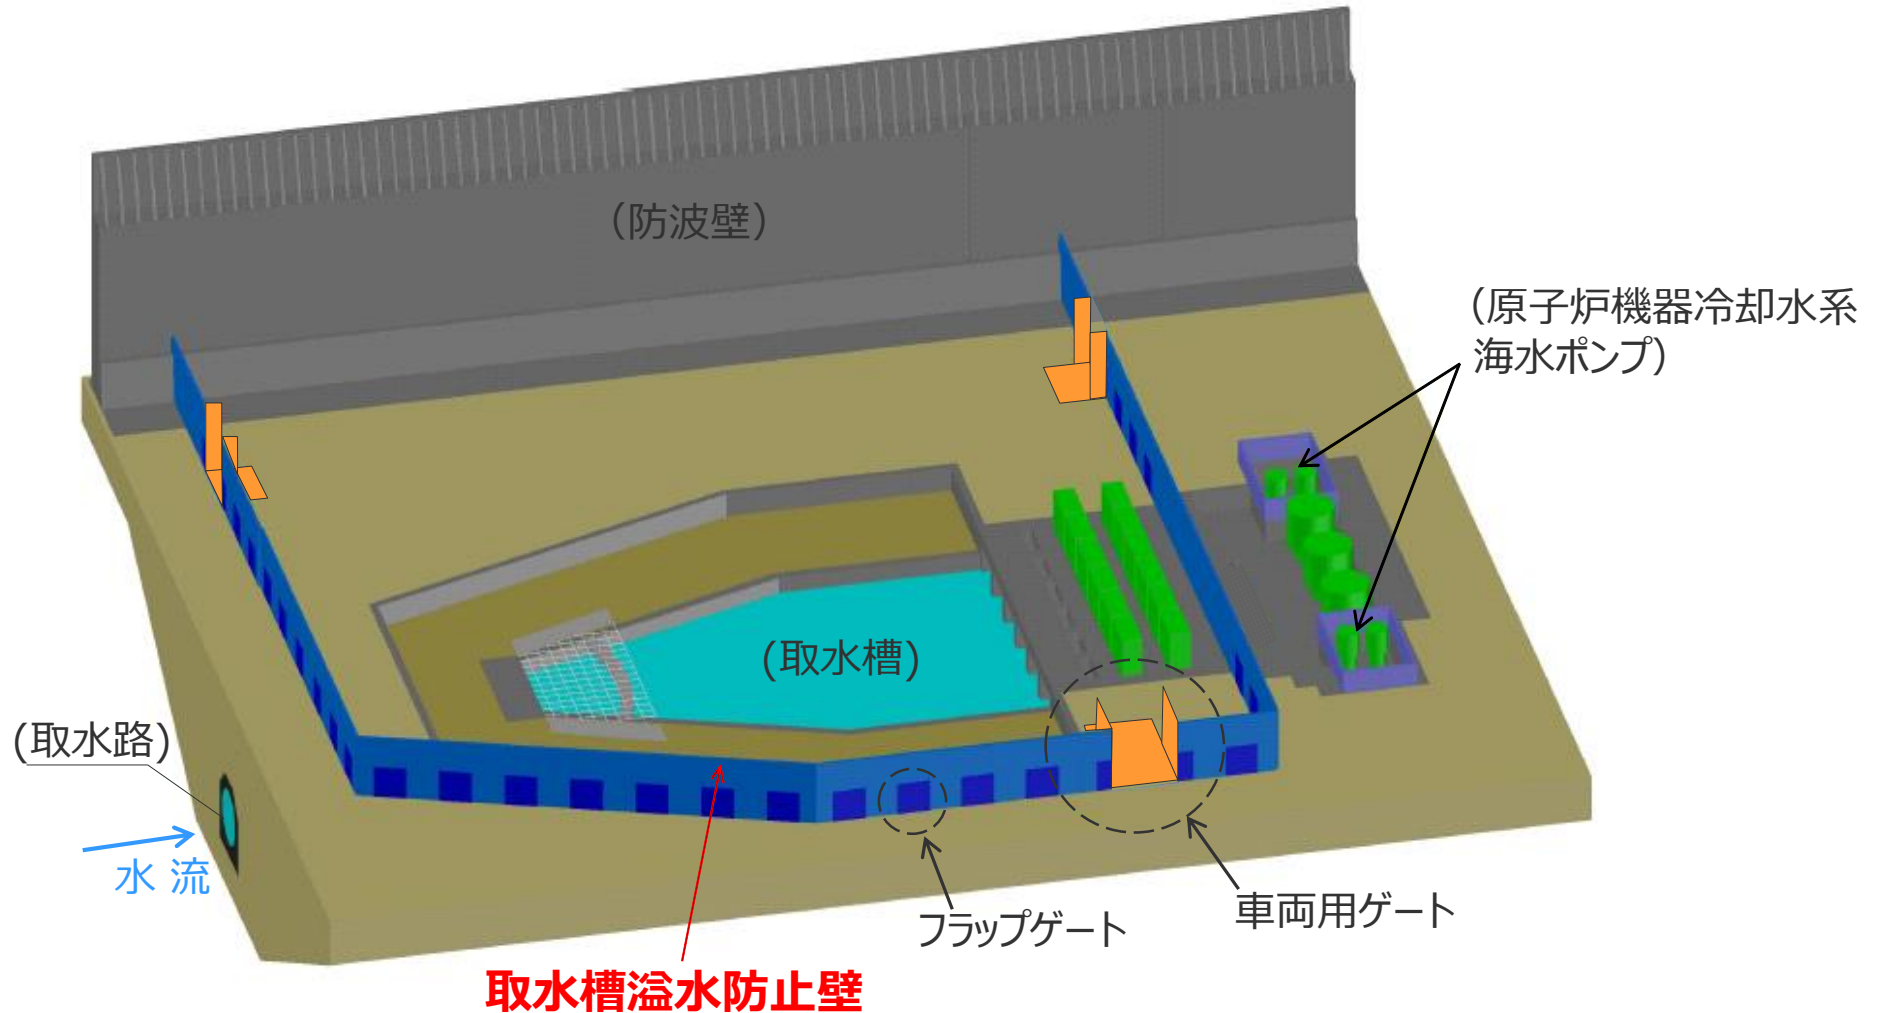 （防波壁）
（原子炉機器冷却水系
海水ポンプ）
（取水槽）
（取水路）
水 流
フラップゲート
車両用ゲート
取水槽溢水防止壁